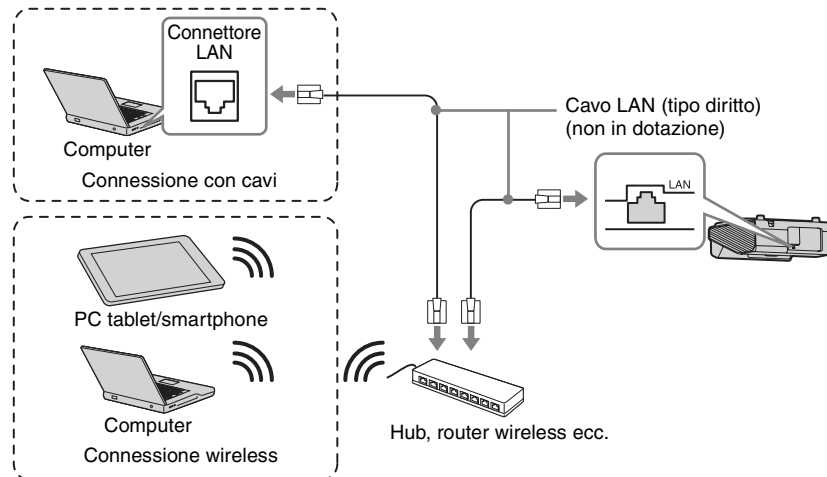 Connettore
LAN
Computer
Connessione con cavi
Cavo LAN (tipo diritto)
(non in dotazione)
LAN
PC tablet/smartphone
Computer
Connessione wireless
Hub, router wireless ecc.